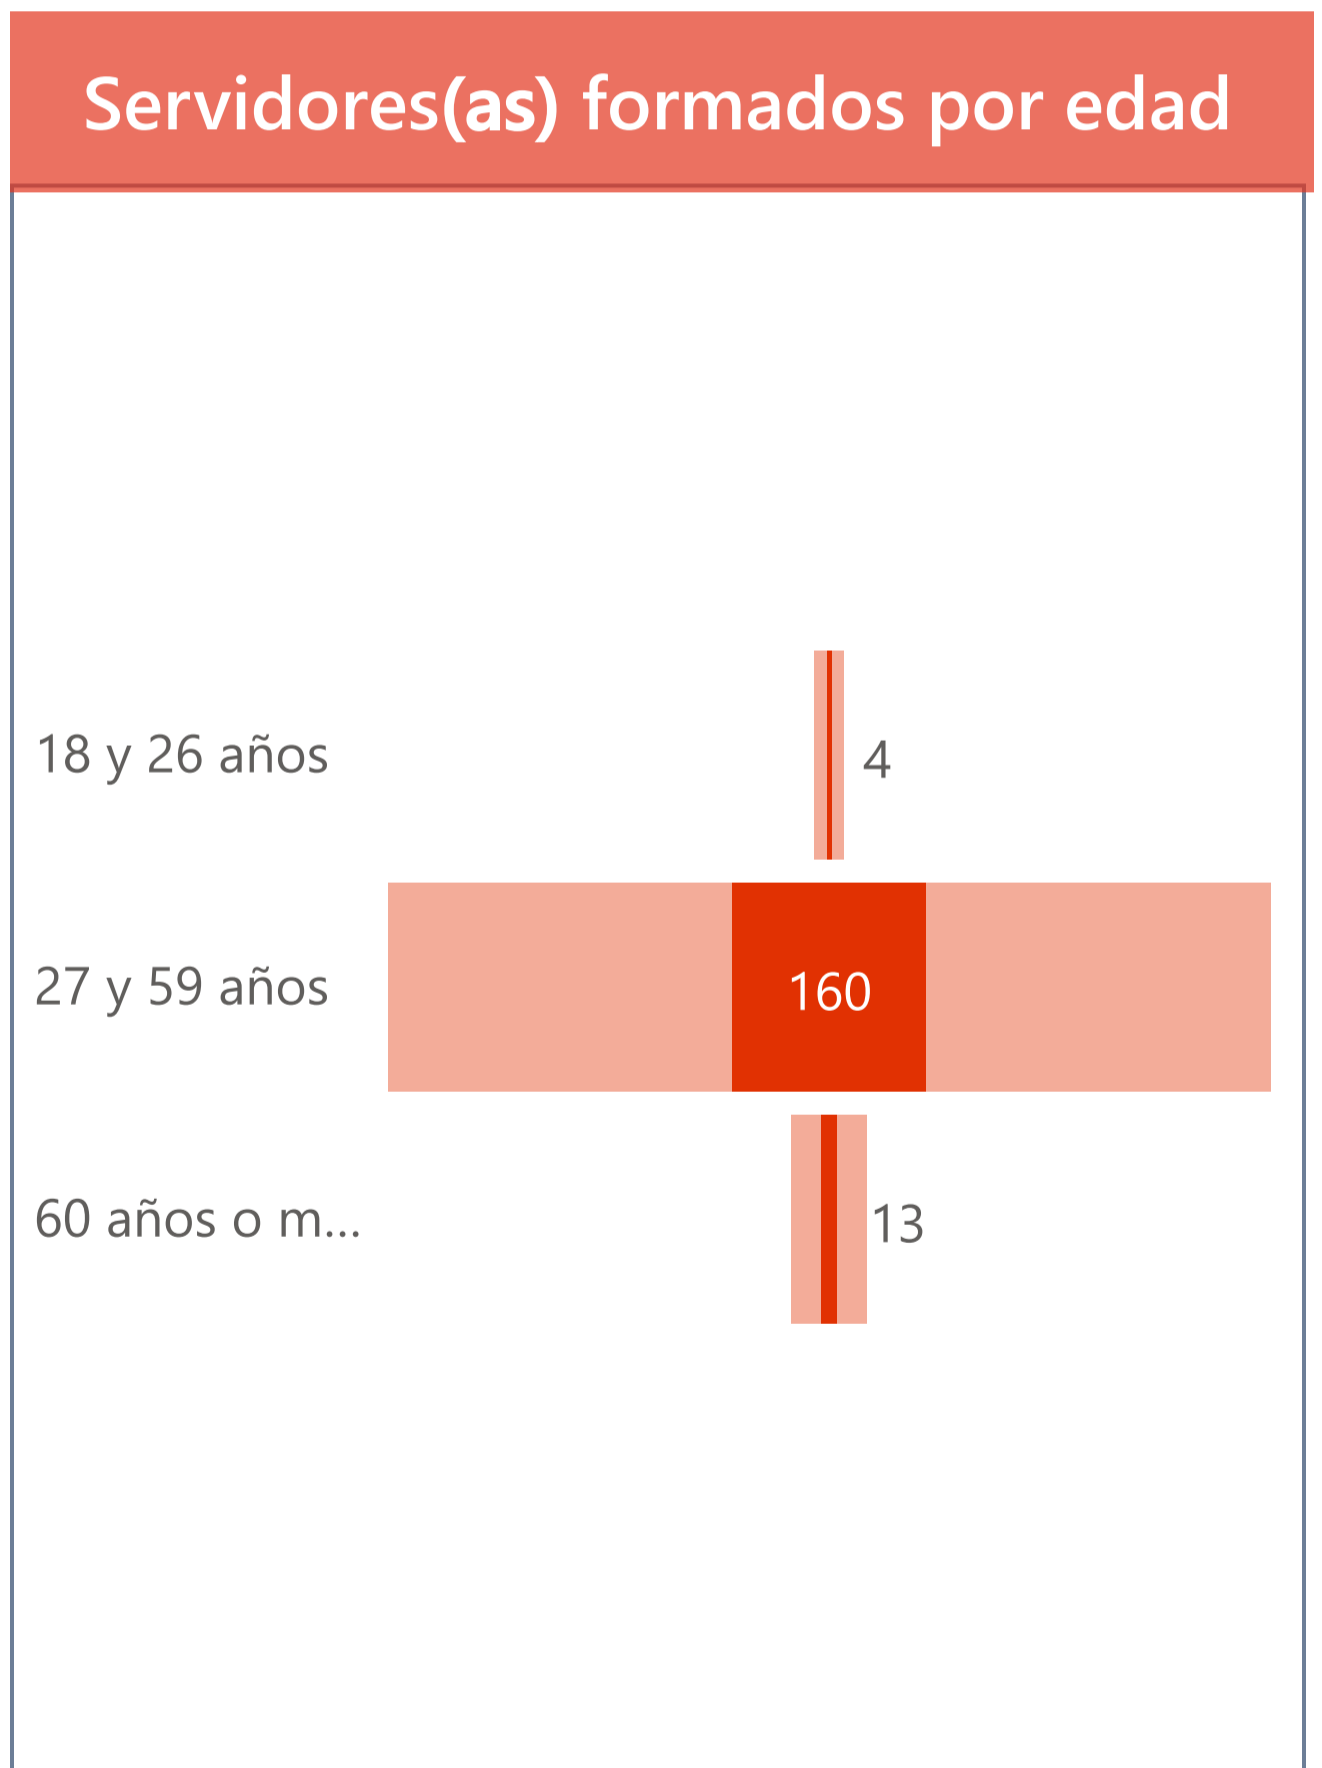 Servidores(as) formados por edad
18 y 26 años
4
27 y 59 años
160
60 años o m...
13